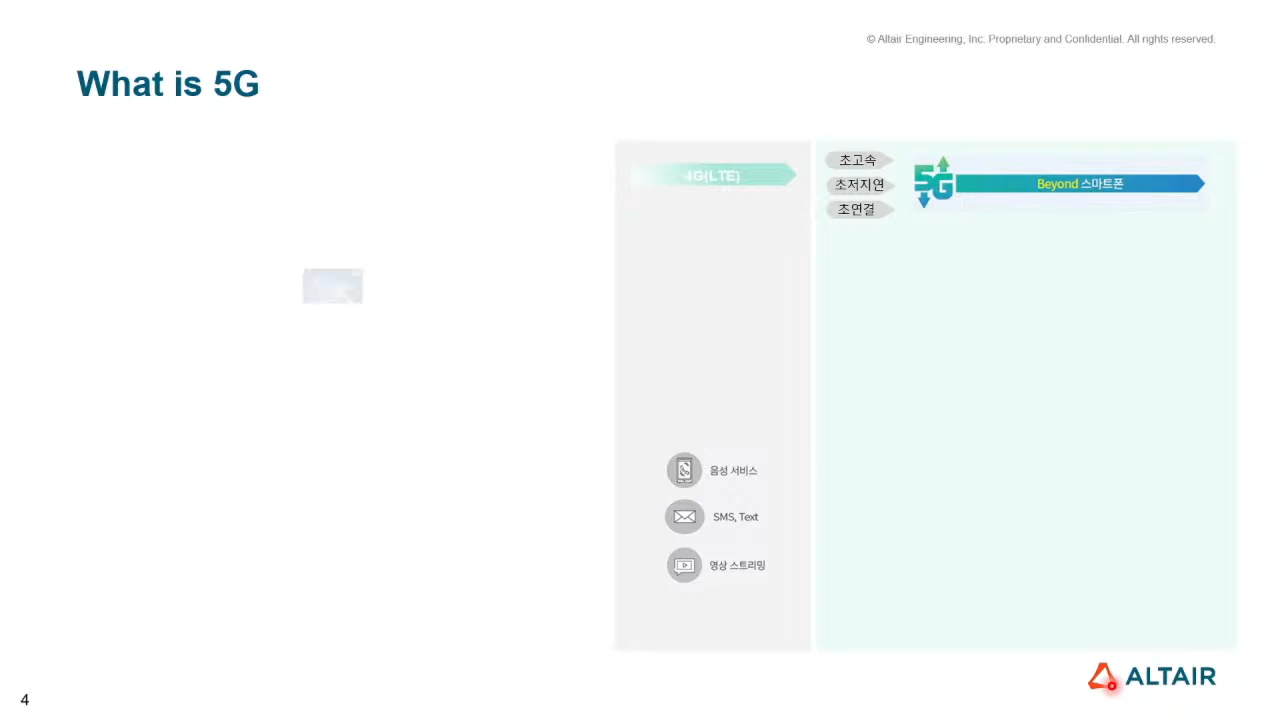 © Altair Engineering, Inc. Proprietary and Confidential. All rights reserved.
What is 5G
4G(LTE)
초고속
초저지연
초연결
5G
Beyond 스마트폰
음성 서비스
SMS, Text
영상 스트리밍
ALTAIR
4